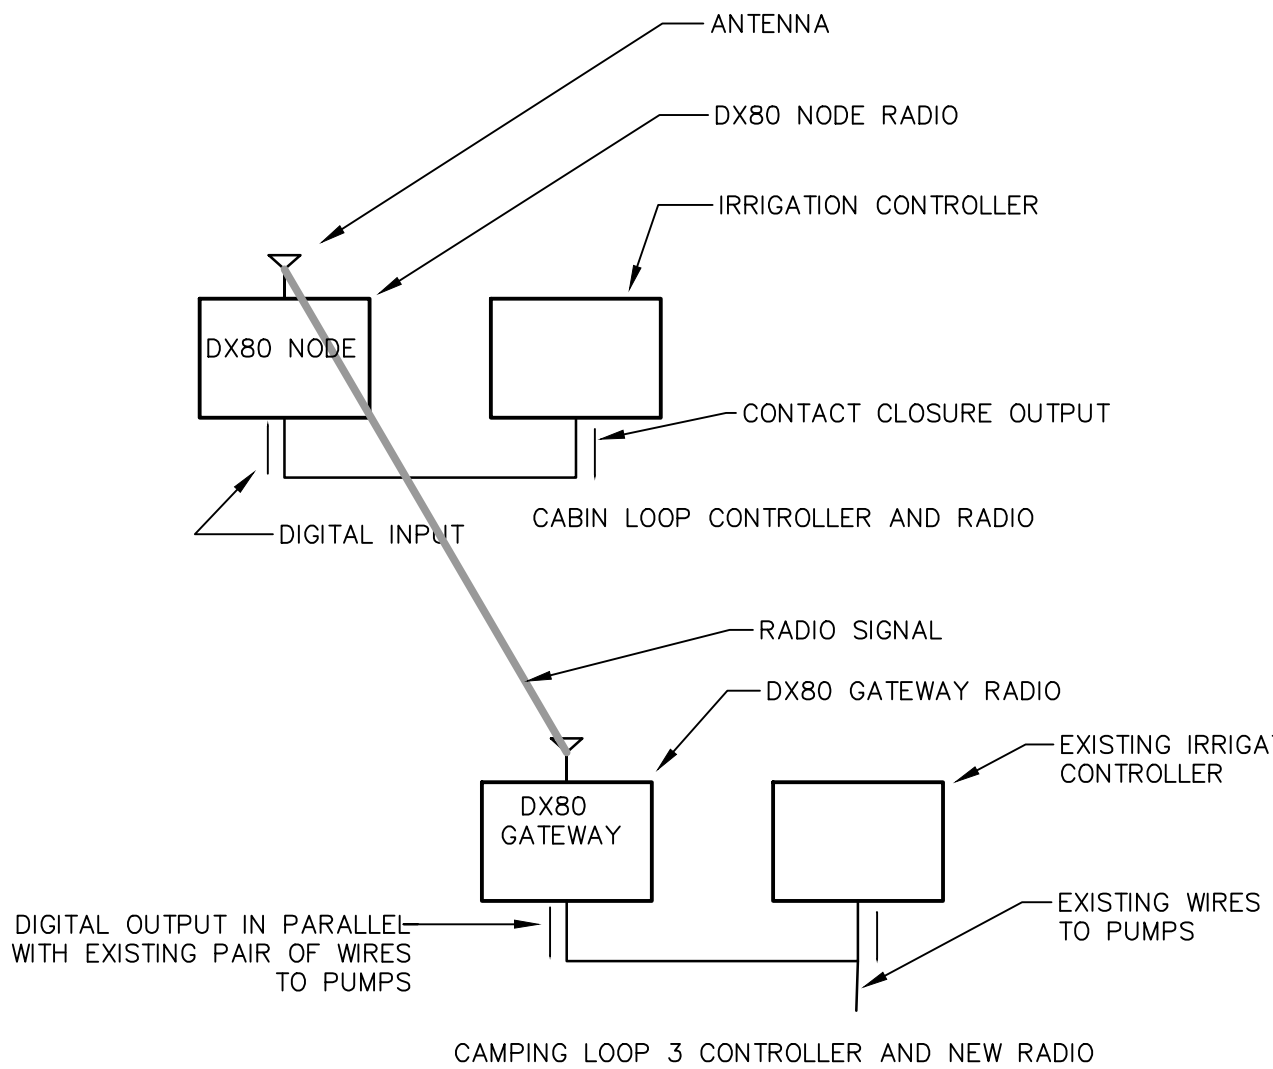 ANTENNA
DX80 NODE RADIO
IRRIGATION CONTROLLER
DX80 NODE
CONTACT CLOSURE OUTPUT
CABIN LOOP CONTROLLER AND RADIO
DIGITAL INPUT
RADIO SIGNAL
DX80 GATEWAY RADIO
EXISTING
CONTROLLER
DX80
GATEWAY
EXISTING WIRES
TO PUMPS
DIGITAL OUTPUT IN PARALLEL
WITH EXISTING PAIR OF WIRES
TO PUMPS
CAMPING LOOP 3 CONTROLLER AND NEW RADIO